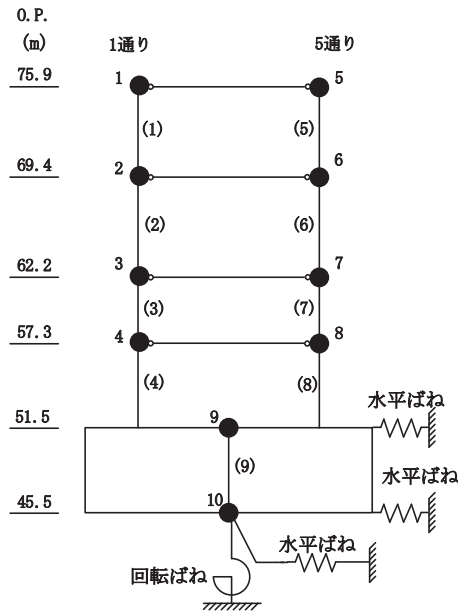 O.P.
(m)
1通り 5通り
75.9 1 5
(1) (5)
69.4 2 6
(2) (6)
62.2 3 7
(3) (7)
57.3 4 8
(4) (8)
水平ばね
51.5 9
(9)
水平ばね
45.5 10
水平ばね
回転ばね